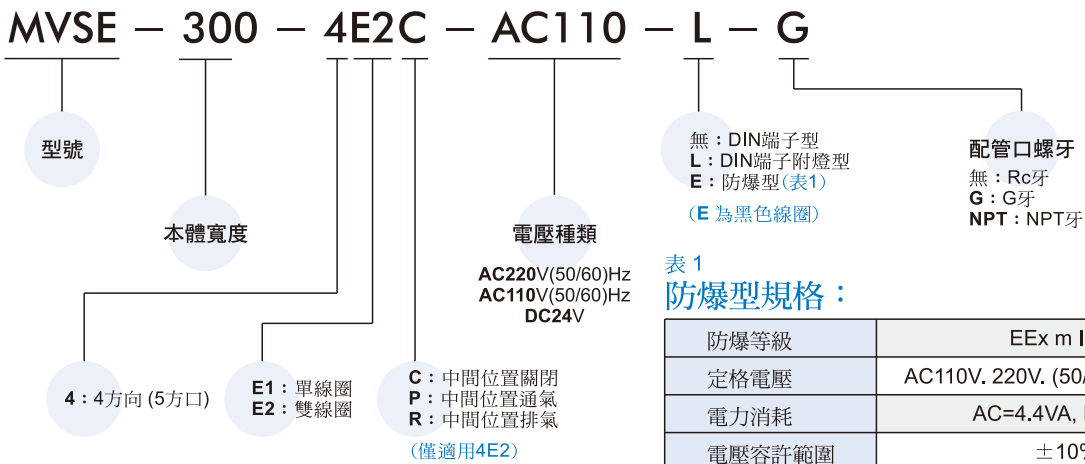 MVSE － 300 － 4E2C － AC110 － L － G
型號
本體寬度
4：4方向 (5方口)
E1：單線圈
E2：雙線圈
C：中間位置關閉
P：中間位置通氣
R：中間位置排氣
(僅適用4E2)
電壓種類
AC220V(50/60)Hz
AC110V(50/60)Hz
DC24V
無：DIN端子型
L：DIN端子附燈型
E：防爆型(表1)
(E 為黑色線圈)
配管口螺牙
無：Rc牙
G：G牙
NPT：NPT牙
表 1
防爆型規格：
防爆等級 EEx m
定格電壓 AC110V. 220V. (50/
電力消耗 AC=4.4VA,
電壓容許範圍 ±10%